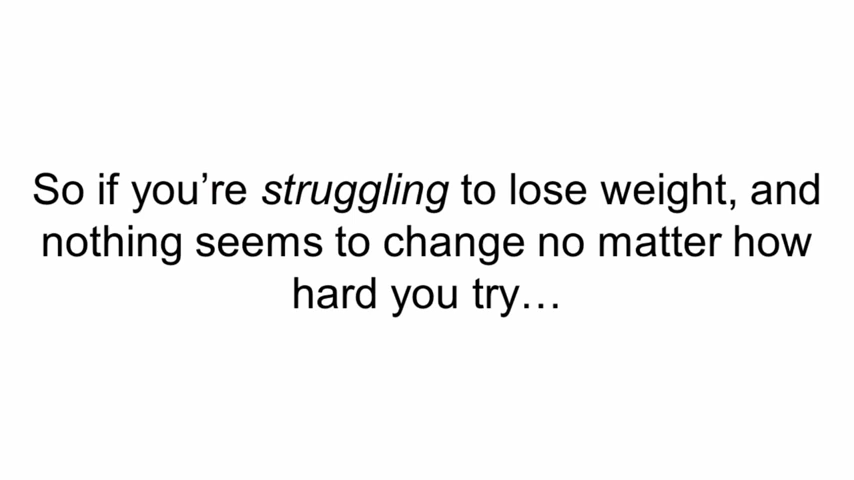 So if you’re struggling to lose weight, and
nothing seems to change no matter how
hard you try…